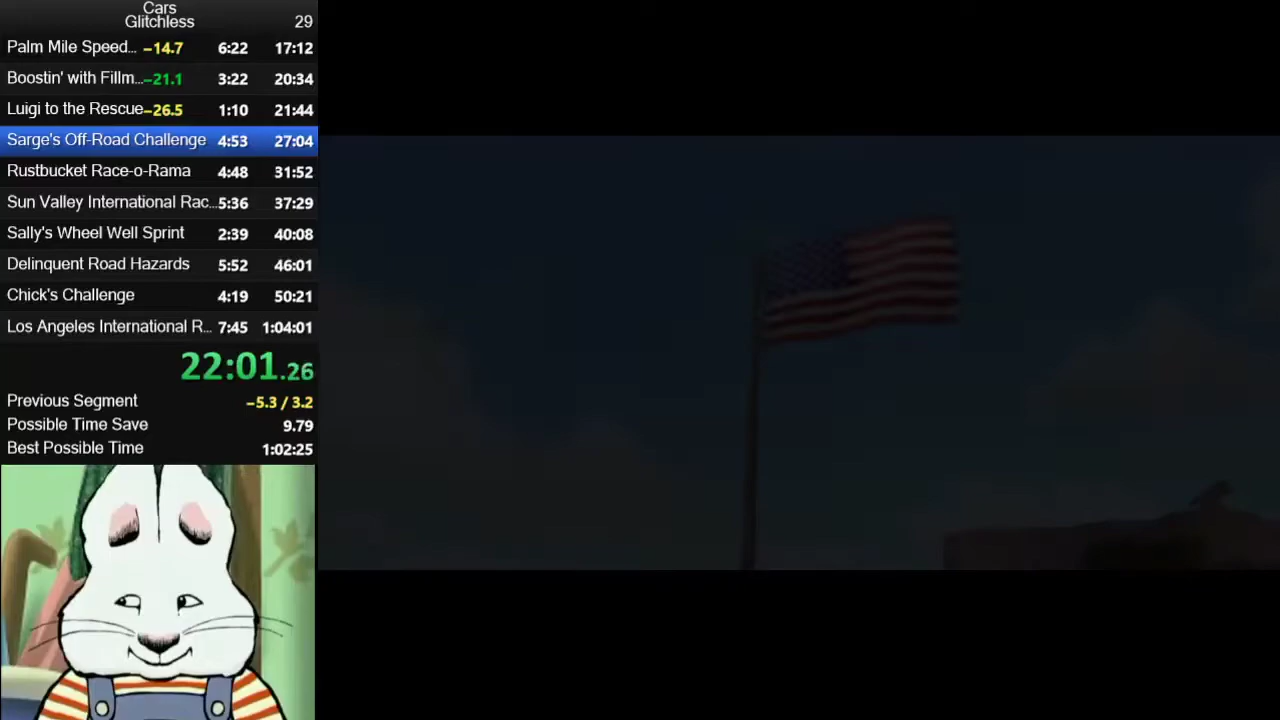 Cars
Glitchless 29
Palm Mile Speed... −14.7 6:22 17:12
Boostin' with Fillm...−21.1 3:22 20:34
Luigi to the Rescue−26.5 1:10 21:44
Sarge's Off-Road Challenge 4:53 27:04
Rustbucket Race-o-Rama 4:48 31:52
Sun Valley International Rac...5:36 37:29
Sally's Wheel Well Sprint 2:39 40:08
Delinquent Road Hazards 5:52 46:01
Chick's Challenge 4:19 50:21
Los Angeles International R... 7:45 1:04:01
22:01.26
Previous Segment −5.3 / 3.2
Possible Time Save 9.79
Best Possible Time 1:02:25